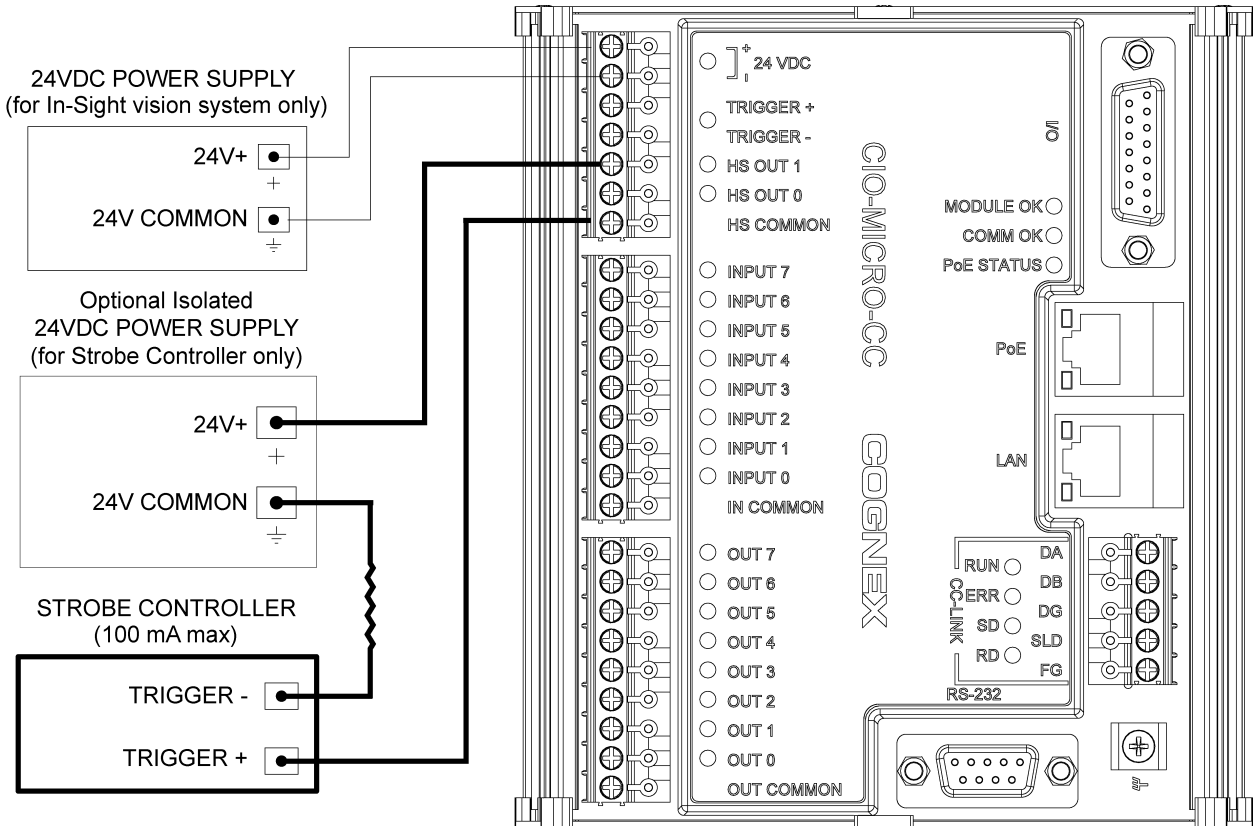 24VDC POWER SUPPLY
(for In-Sight vision system only)
24V+
+
24V COMMON
Optional Isolated
24VDC POWER SUPPLY
(for Strobe Controller only)
24V+
+
24V COMMON
STROBE CONTROLLER
(100 mA max)
TRIGGER -
TRIGGER +
+
24 VDC
-
TRIGGER +
TRIGGER -
HS OUT 1
HS OUT 0
HS COMMON
INPUT 7
INPUT 6
INPUT 5
INPUT 4
INPUT 3
INPUT 2
INPUT 1
INPUT 0
IN COMMON
OUT 7
OUT 6
OUT 5
OUT 4
OUT 3
OUT 2
OUT 1
OUT 0
OUT COMMON
CIO-MICRO-CC
COGNEX
I/O
MODULE OK
COMM OK
PoE STATUS
PoE
LAN
CC-LINK
RUN
ERR
SD
RD
DA
DB
DG
SLD
FG
RS-232